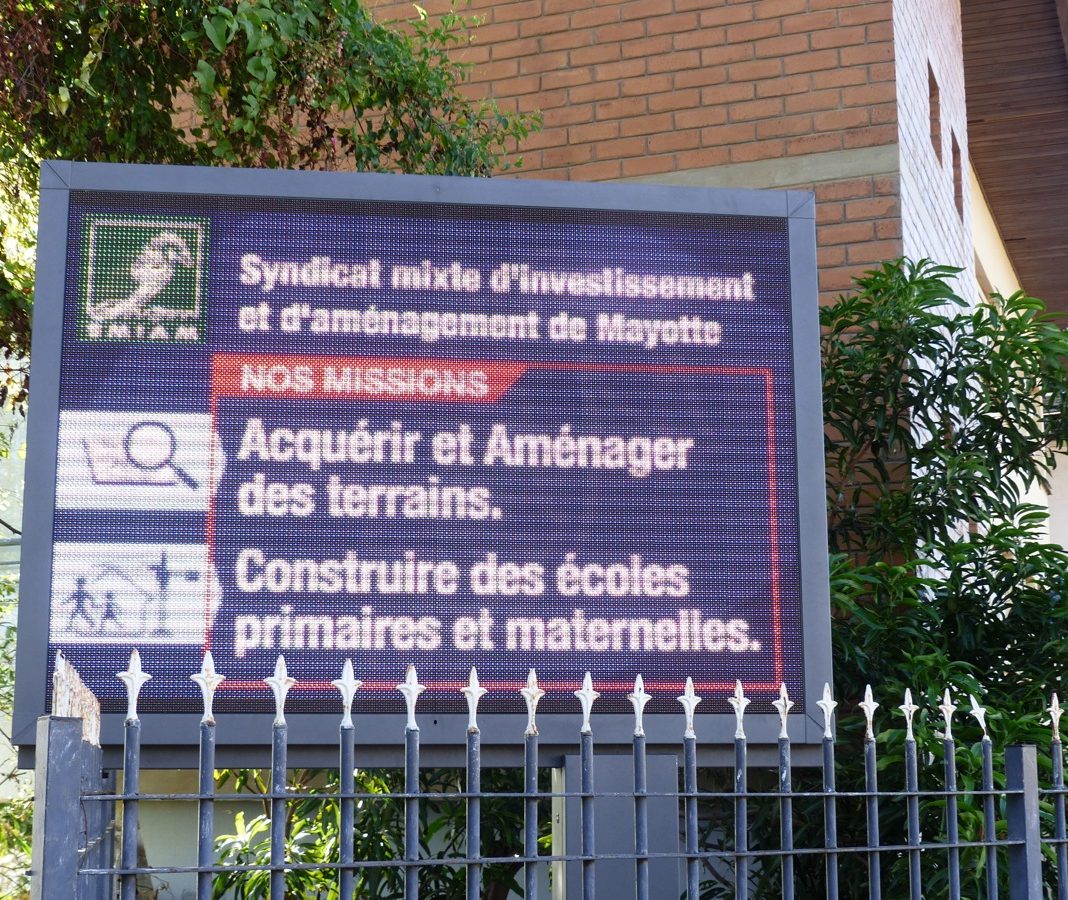 SMIAM
Syndicat mixte d'investissement
et d'aménagement de Mayotte
NOS MISSIONS
Acquérir et Aménager
des terrains.
Construire des écoles
primaires et maternelles.